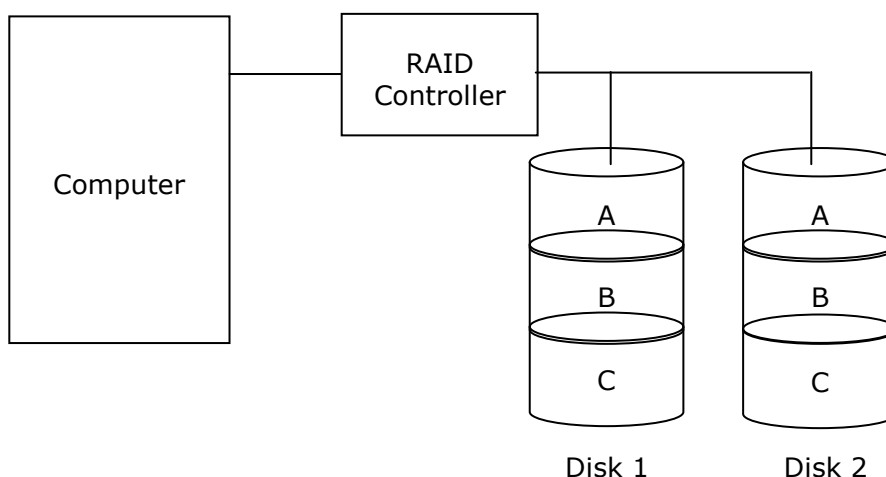 RAID
Controller
Computer
A
A
B
B
C
C
Disk 1
Disk 2